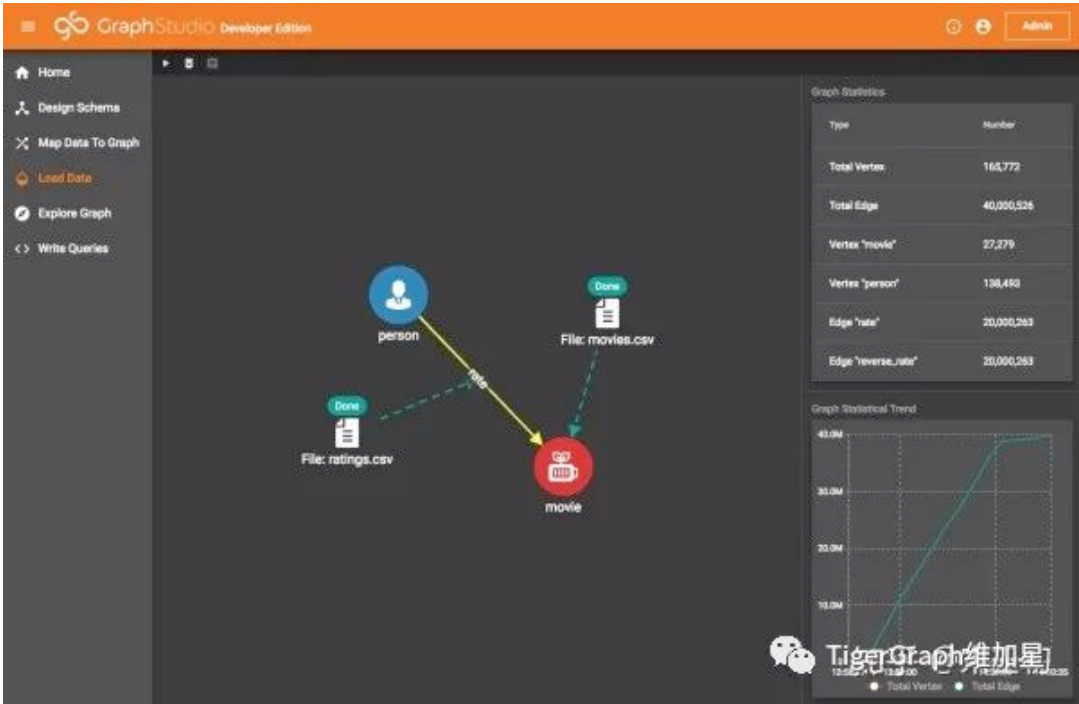 GraphStudio Developer Edition
Admin
Home
Design Schema
Map Data To Graph
Load Data
Explore Graph
Write Queries
person
rate
Done
File: movies.csv
Done
File: ratings.csv
movie
Graph Statistics
Type Number
Total Vertex 165,772
Total Edge 40,000,526
Vertex "movie" 27,279
Vertex "person" 138,493
Edge "rate" 20,000,263
Edge "reverse_rate" 20,000,263
Graph Statistical Trend
40.0M
30.0M
20.0M
10.0M
TigerGraph维加星
Total Vertex Total Edge